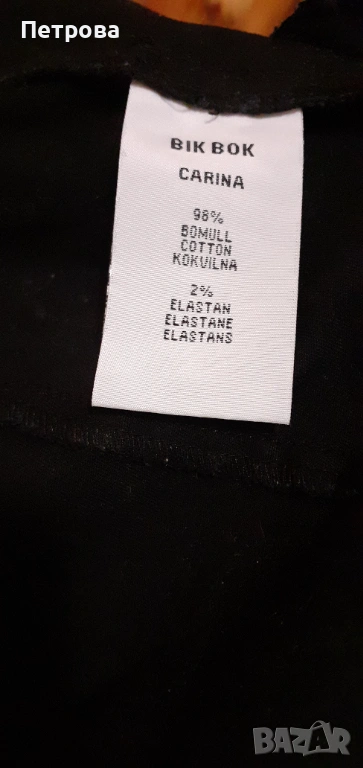 Петрова
BIK BOK
CARINA
98%
BOMULL
COTTON
KOKVILNA
2%
ELASTAN
ELASTANE
ELASTANS
BAZAR